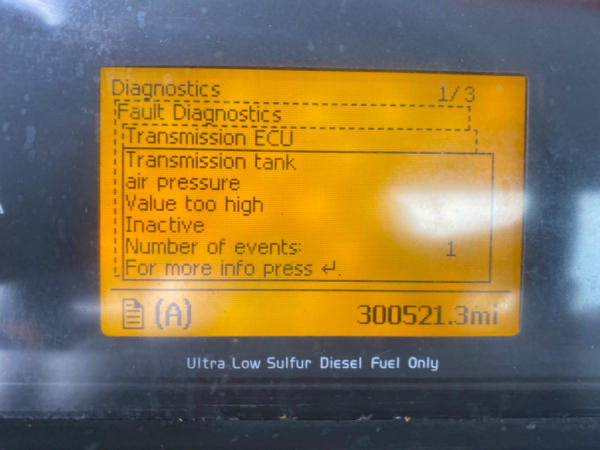 Diagnostics 1/3
Fault Diagnostics
Transmission ECU
Transmission tank
air pressure
Value too high
Inactive
Number of events: 1
For more info press ↵.
(A) 300521.3mi
Ultra Low Sulfur Diesel Fuel Only